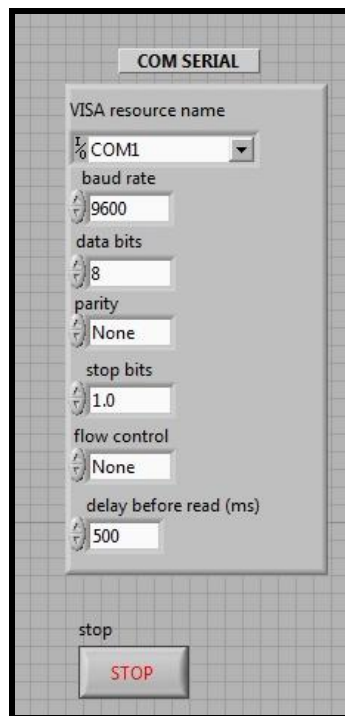 COM SERIAL
VISA resource name
I/O COM1
baud rate
9600
data bits
8
parity
None
stop bits
1.0
flow control
None
delay before read (ms)
500
stop
STOP